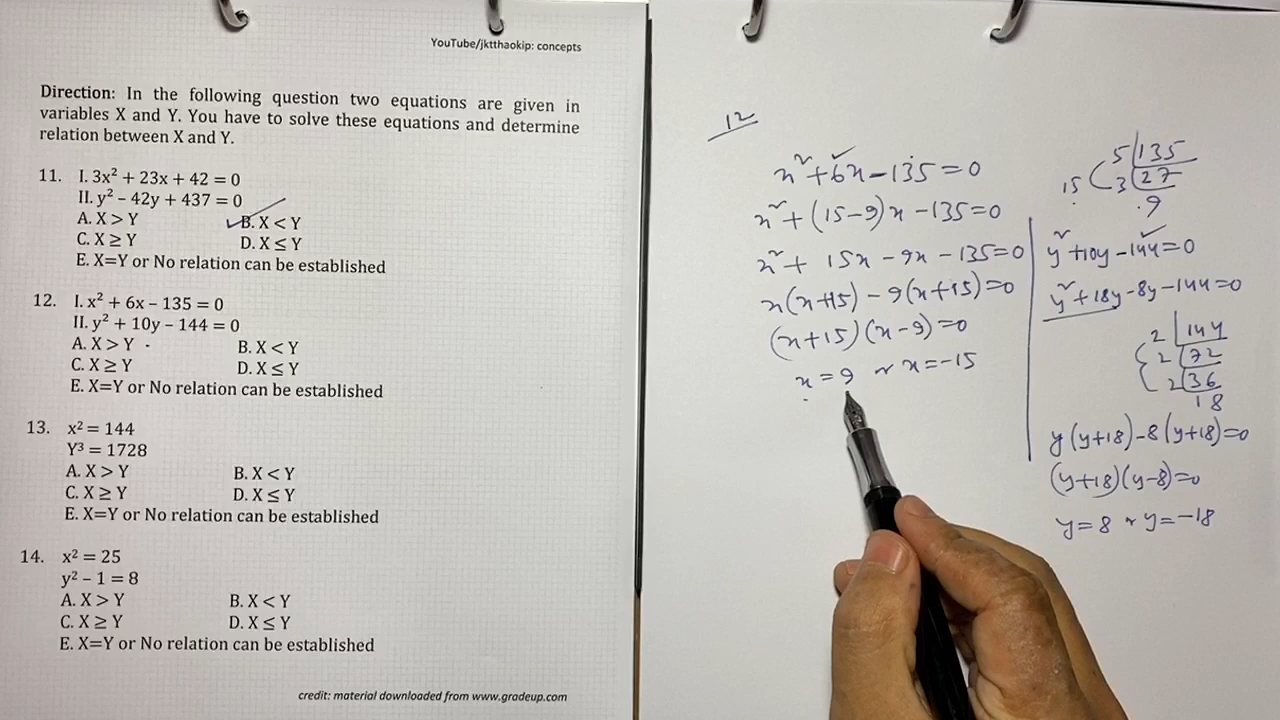 YouTube/jktthaokip: concepts
Direction: In the following question two equations are given in
variables X and Y. You have to solve these equations and determine
relation between X and Y.
11. I. 3x² + 23x + 42 = 0
II. y² – 42y + 437 = 0
A. X > Y B. X < Y
C. X ≥ Y D. X ≤ Y
E. X=Y or No relation can be established
12. I. x² + 6x – 135 = 0
II. y² + 10y – 144 = 0
A. X > Y B. X < Y
C. X ≥ Y D. X ≤ Y
E. X=Y or No relation can be established
13. x² = 144
Y³ = 1728
A. X > Y B. X < Y
C. X ≥ Y D. X ≤ Y
E. X=Y or No relation can be established
14. x² = 25
y² – 1 = 8
A. X > Y B. X < Y
C. X ≥ Y D. X ≤ Y
E. X=Y or No relation can be established
credit: material downloaded from www.gradeup.com
12
x² + 6x – 135 = 0
x² + (15 – 9)x – 135 = 0
x² + 15x – 9x – 135 = 0
x(x+15) – 9(x+15) = 0
(x+15)(x–9) = 0
x = 9 or x = –15
5 | 135
15 3 | 27
9
y² + 10y – 144 = 0
y² + 18y – 8y – 144 = 0
2 | 144
2 | 72
2 | 36
18
y(y+18) – 8(y+18) = 0
(y+18)(y–8) = 0
y = 8 or y = –18